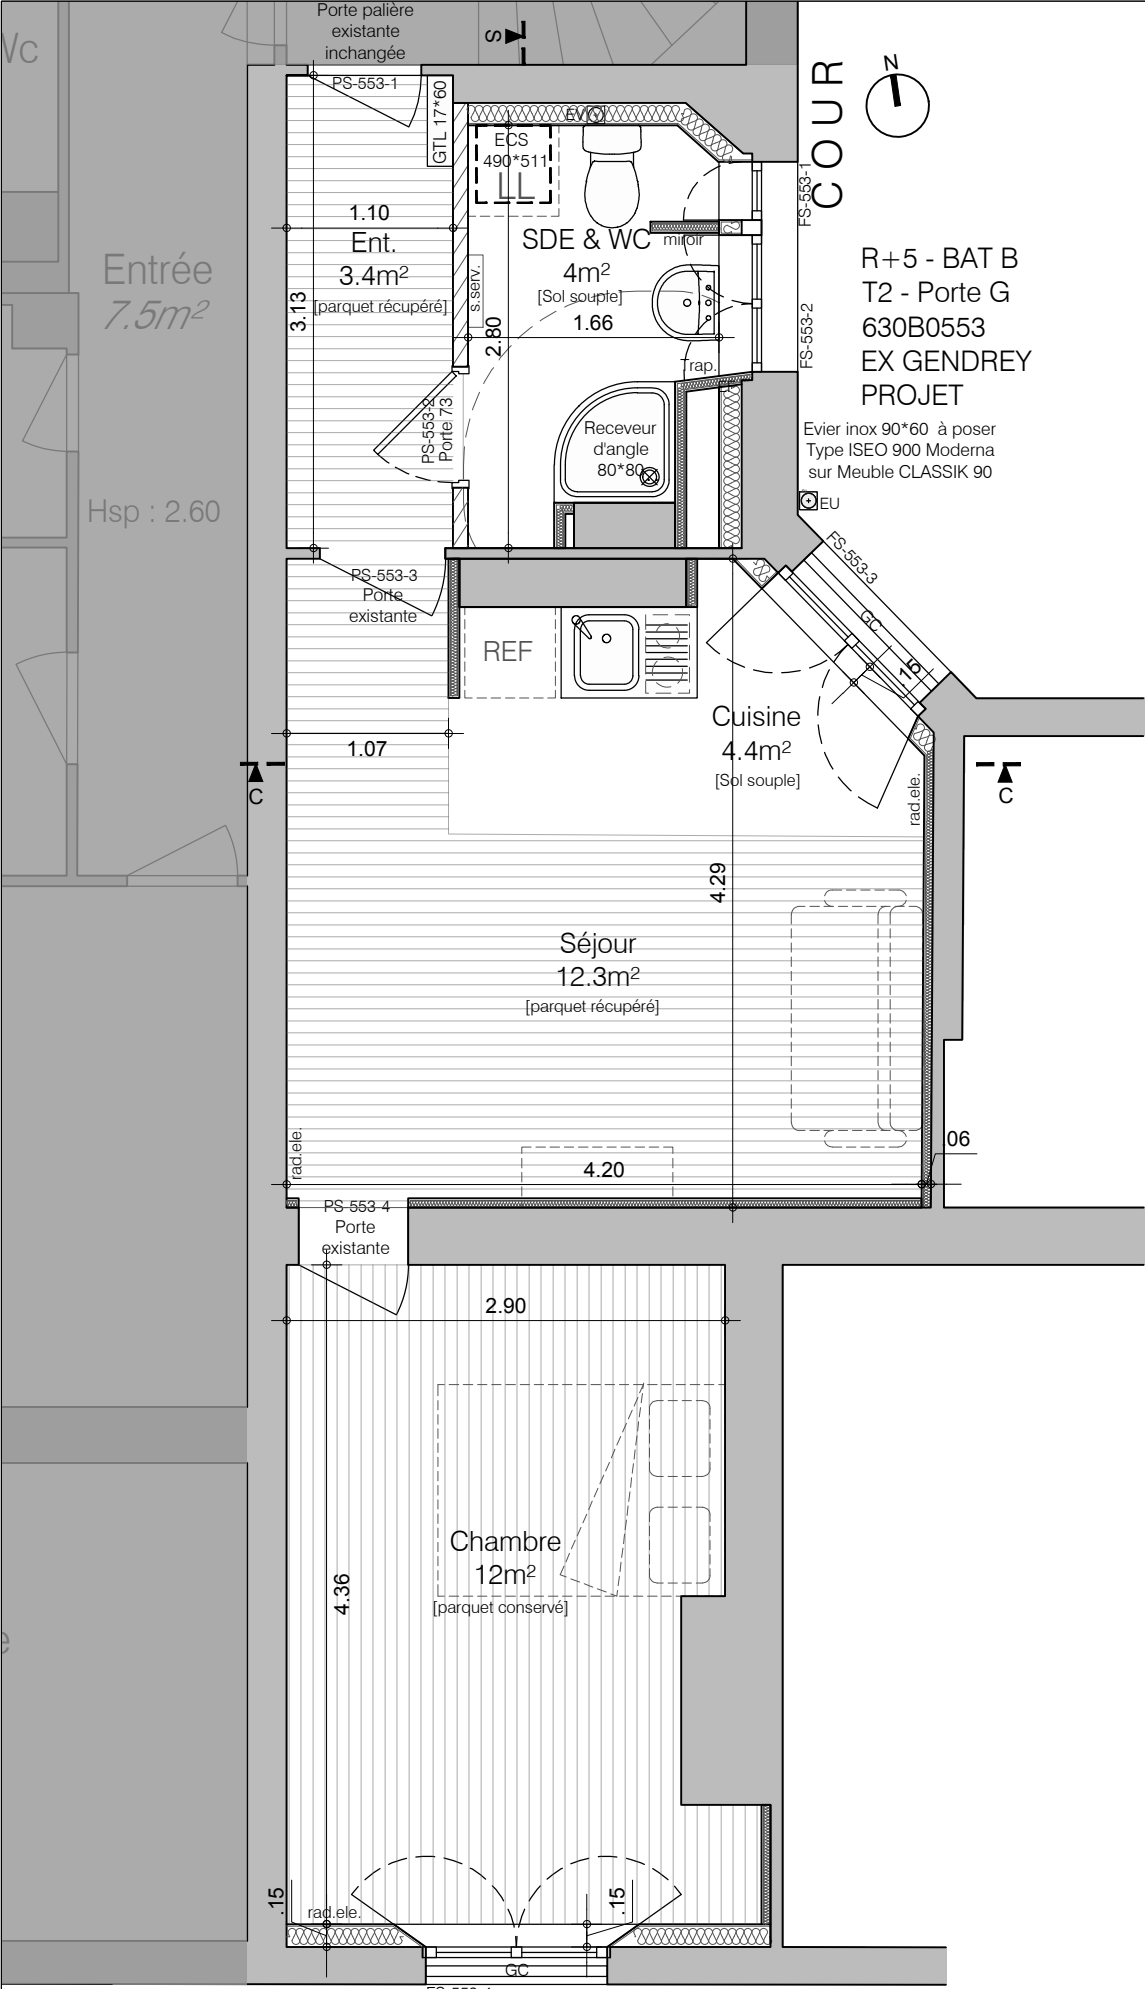 Porte palière
existante
inchangée
S
N
COUR
PS-553-1
GTL 17*60
EV
ECS
490*511
LL
FS-553-1
1.10
Ent.
3.4m²
[parquet récupéré]
3.13
SDE & WC
4m²
[Sol souple]
1.66
miroir
s.serv.
2.80
Trap.
FS-553-2
Entrée
7.5m²
Hsp : 2.60
R+5 - BAT B
T2 - Porte G
630B0553
EX GENDREY
PROJET
Evier inox 90*60 à poser
Type ISEO 900 Moderna
sur Meuble CLASSIK 90
EU
PS-553-2
Porte 73
Receveur
d'angle
80*80
FS-553-3
GC
.15
PS-553-3
Porte
existante
REF
Cuisine
4.4m²
[Sol souple]
1.07
C
C
rad.ele.
4.29
Séjour
12.3m²
[parquet récupéré]
rad.ele.
4.20
.06
PS-553-4
Porte
existante
2.90
Chambre
12m²
[parquet conservé]
4.36
.15
rad.ele.
.15
GC